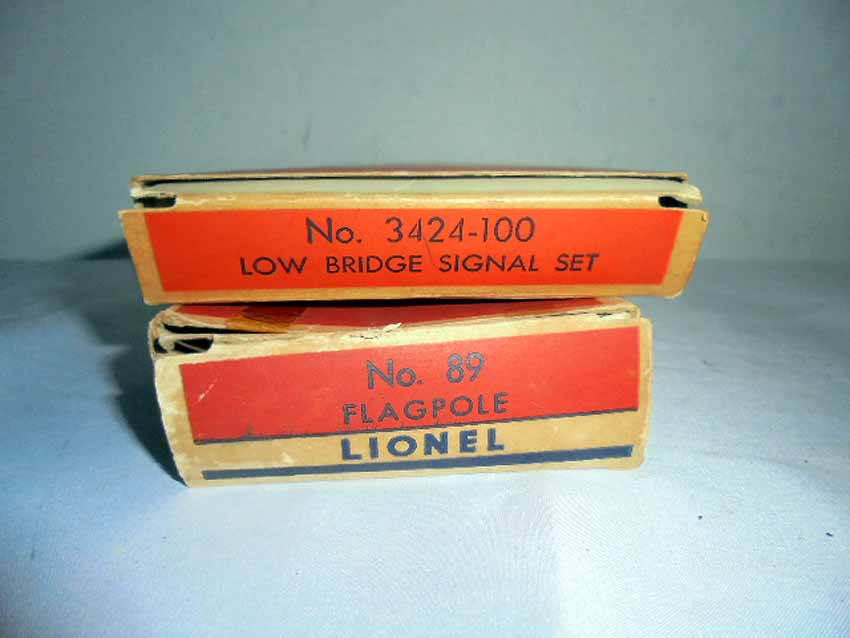 No. 3424-100
LOW BRIDGE SIGNAL SET
No. 89
FLAGPOLE
LIONEL